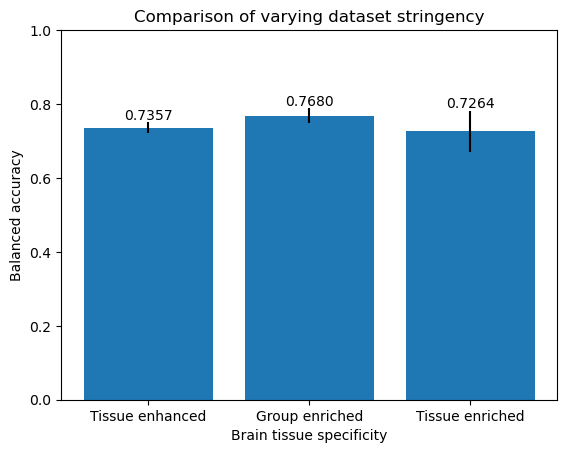 Comparison of varying dataset stringency
1.0
0.8
0.6
0.4
0.2
0.0
Balanced accuracy
0.7357
0.7680
0.7264
Tissue enhanced
Group enriched
Tissue enriched
Brain tissue specificity